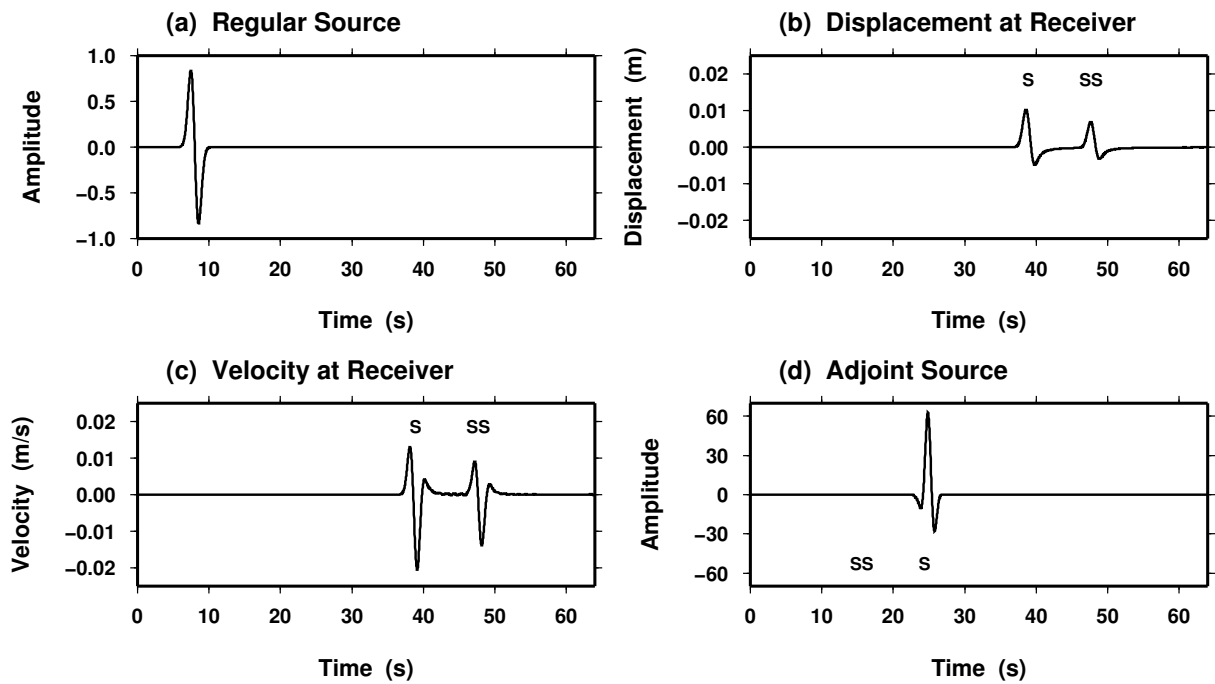 (a) Regular Source
Amplitude
1.0
0.5
0.0
−0.5
−1.0
0 10 20 30 40 50 60
Time (s)
(b) Displacement at Receiver
Displacement (m)
0.02
0.01
0.00
−0.01
−0.02
S SS
0 10 20 30 40 50 60
Time (s)
(c) Velocity at Receiver
Velocity (m/s)
0.02
0.01
0.00
−0.01
−0.02
S SS
0 10 20 30 40 50 60
Time (s)
(d) Adjoint Source
Amplitude
60
30
0
−30
−60
SS S
0 10 20 30 40 50 60
Time (s)